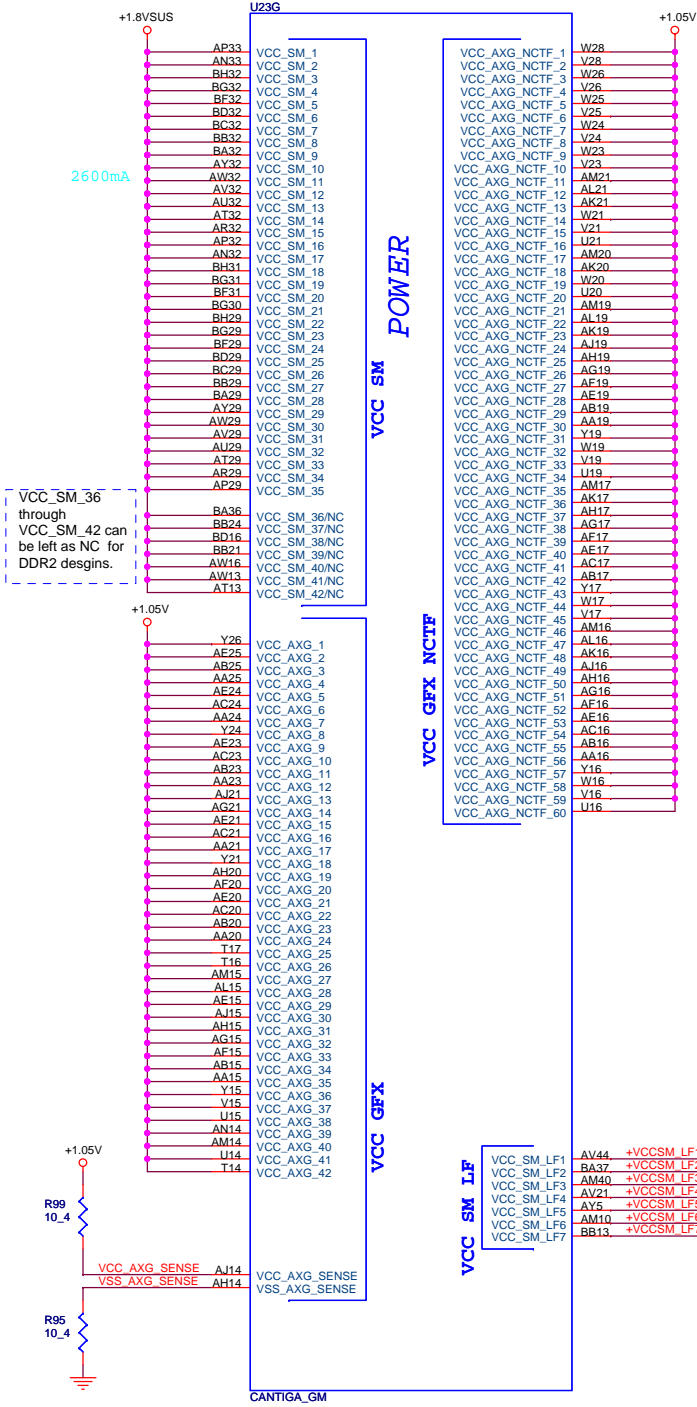 U23G
+1.8VSUS
AP33 VCC_SM_1
AN33 VCC_SM_2
BH32 VCC_SM_3
BG32 VCC_SM_4
BF32 VCC_SM_5
BD32 VCC_SM_6
BC32 VCC_SM_7
BB32 VCC_SM_8
BA32 VCC_SM_9
AY32 VCC_SM_10
2600mA
AW32 VCC_SM_11
AV32 VCC_SM_12
AU32 VCC_SM_13
AT32 VCC_SM_14
AR32 VCC_SM_15
AP32 VCC_SM_16
AN32 VCC_SM_17
BH31 VCC_SM_18
BG31 VCC_SM_19
BF31 VCC_SM_20
BG30 VCC_SM_21
BH29 VCC_SM_22
BG29 VCC_SM_23
BF29 VCC_SM_24
BD29 VCC_SM_25
BC29 VCC_SM_26
BB29 VCC_SM_27
BA29 VCC_SM_28
AY29 VCC_SM_29
AW29 VCC_SM_30
AV29 VCC_SM_31
AU29 VCC_SM_32
AT29 VCC_SM_33
AR29 VCC_SM_34
AP29 VCC_SM_35
VCC_SM_36
through
VCC_SM_42 can
be left as NC for
DDR2 desgins.
BA36 VCC_SM_36/NC
BB24 VCC_SM_37/NC
BD16 VCC_SM_38/NC
BB21 VCC_SM_39/NC
AW16 VCC_SM_40/NC
AW13 VCC_SM_41/NC
AT13 VCC_SM_42/NC
VCC SM
POWER
+1.05V
Y26 VCC_AXG_1
AE25 VCC_AXG_2
AB25 VCC_AXG_3
AA25 VCC_AXG_4
AE24 VCC_AXG_5
AC24 VCC_AXG_6
AA24 VCC_AXG_7
Y24 VCC_AXG_8
AE23 VCC_AXG_9
AC23 VCC_AXG_10
AB23 VCC_AXG_11
AA23 VCC_AXG_12
AJ21 VCC_AXG_13
AG21 VCC_AXG_14
AE21 VCC_AXG_15
AC21 VCC_AXG_16
AA21 VCC_AXG_17
Y21 VCC_AXG_18
AH20 VCC_AXG_19
AF20 VCC_AXG_20
AE20 VCC_AXG_21
AC20 VCC_AXG_22
AB20 VCC_AXG_23
AA20 VCC_AXG_24
T17 VCC_AXG_25
T16 VCC_AXG_26
AM15 VCC_AXG_27
AL15 VCC_AXG_28
AE15 VCC_AXG_29
AJ15 VCC_AXG_30
AH15 VCC_AXG_31
AG15 VCC_AXG_32
AF15 VCC_AXG_33
AB15 VCC_AXG_34
AA15 VCC_AXG_35
Y15 VCC_AXG_36
V15 VCC_AXG_37
U15 VCC_AXG_38
AN14 VCC_AXG_39
AM14 VCC_AXG_40
U14 VCC_AXG_41
T14 VCC_AXG_42
VCC GFX
+1.05V
R99
10_4
VCC_AXG_SENSE AJ14 VCC_AXG_SENSE
VSS_AXG_SENSE AH14 VSS_AXG_SENSE
R95
10_4
+1.05V
VCC_AXG_NCTF_1 W28
VCC_AXG_NCTF_2 V28
VCC_AXG_NCTF_3 W26
VCC_AXG_NCTF_4 V26
VCC_AXG_NCTF_5 W25
VCC_AXG_NCTF_6 V25
VCC_AXG_NCTF_7 W24
VCC_AXG_NCTF_8 V24
VCC_AXG_NCTF_9 W23
VCC_AXG_NCTF_10 V23
VCC_AXG_NCTF_11 AM21
VCC_AXG_NCTF_12 AL21
VCC_AXG_NCTF_13 AK21
VCC_AXG_NCTF_14 W21
VCC_AXG_NCTF_15 V21
VCC_AXG_NCTF_16 U21
VCC_AXG_NCTF_17 AM20
VCC_AXG_NCTF_18 AK20
VCC_AXG_NCTF_19 W20
VCC_AXG_NCTF_20 U20
VCC_AXG_NCTF_21 AM19
VCC_AXG_NCTF_22 AL19
VCC_AXG_NCTF_23 AK19
VCC_AXG_NCTF_24 AJ19
VCC_AXG_NCTF_25 AH19
VCC_AXG_NCTF_26 AG19
VCC_AXG_NCTF_27 AF19
VCC_AXG_NCTF_28 AE19
VCC_AXG_NCTF_29 AB19
VCC_AXG_NCTF_30 AA19
VCC_AXG_NCTF_31 Y19
VCC_AXG_NCTF_32 W19
VCC_AXG_NCTF_33 V19
VCC_AXG_NCTF_34 U19
VCC_AXG_NCTF_35 AM17
VCC_AXG_NCTF_36 AK17
VCC_AXG_NCTF_37 AH17
VCC_AXG_NCTF_38 AG17
VCC_AXG_NCTF_39 AF17
VCC_AXG_NCTF_40 AE17
VCC_AXG_NCTF_41 AC17
VCC_AXG_NCTF_42 AB17
VCC_AXG_NCTF_43 Y17
VCC_AXG_NCTF_44 W17
VCC_AXG_NCTF_45 V17
VCC_AXG_NCTF_46 AM16
VCC_AXG_NCTF_47 AL16
VCC_AXG_NCTF_48 AK16
VCC_AXG_NCTF_49 AJ16
VCC_AXG_NCTF_50 AH16
VCC_AXG_NCTF_51 AG16
VCC_AXG_NCTF_52 AF16
VCC_AXG_NCTF_53 AE16
VCC_AXG_NCTF_54 AC16
VCC_AXG_NCTF_55 AB16
VCC_AXG_NCTF_56 AA16
VCC_AXG_NCTF_57 Y16
VCC_AXG_NCTF_58 W16
VCC_AXG_NCTF_59 V16
VCC_AXG_NCTF_60 U16
VCC GFX NCTF
VCC_SM_LF1 AV44 +VCCSM_LF1
VCC_SM_LF2 BA37 +VCCSM_LF2
VCC_SM_LF3 AM40 +VCCSM_LF3
VCC_SM_LF4 AV21 +VCCSM_LF4
VCC_SM_LF5 AY5 +VCCSM_LF5
VCC_SM_LF6 AM10 +VCCSM_LF6
VCC_SM_LF7 BB13 +VCCSM_LF7
VCC SM LF
CANTIGA_GM